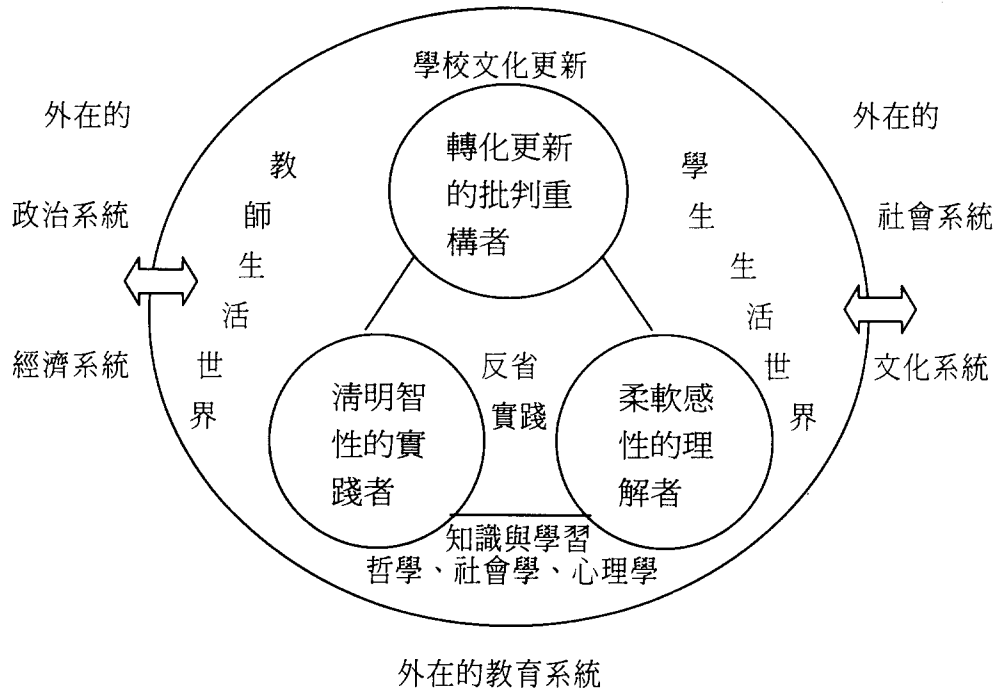 學校文化更新
外在的
外在的
轉化更新
的批判重
構者
教師生活世界
學生生活世界
政治系統
社會系統
經濟系統
文化系統
反省
實踐
清明智
性的實
踐者
柔軟感
性的理
解者
知識與學習
哲學、社會學、心理學
外在的教育系統